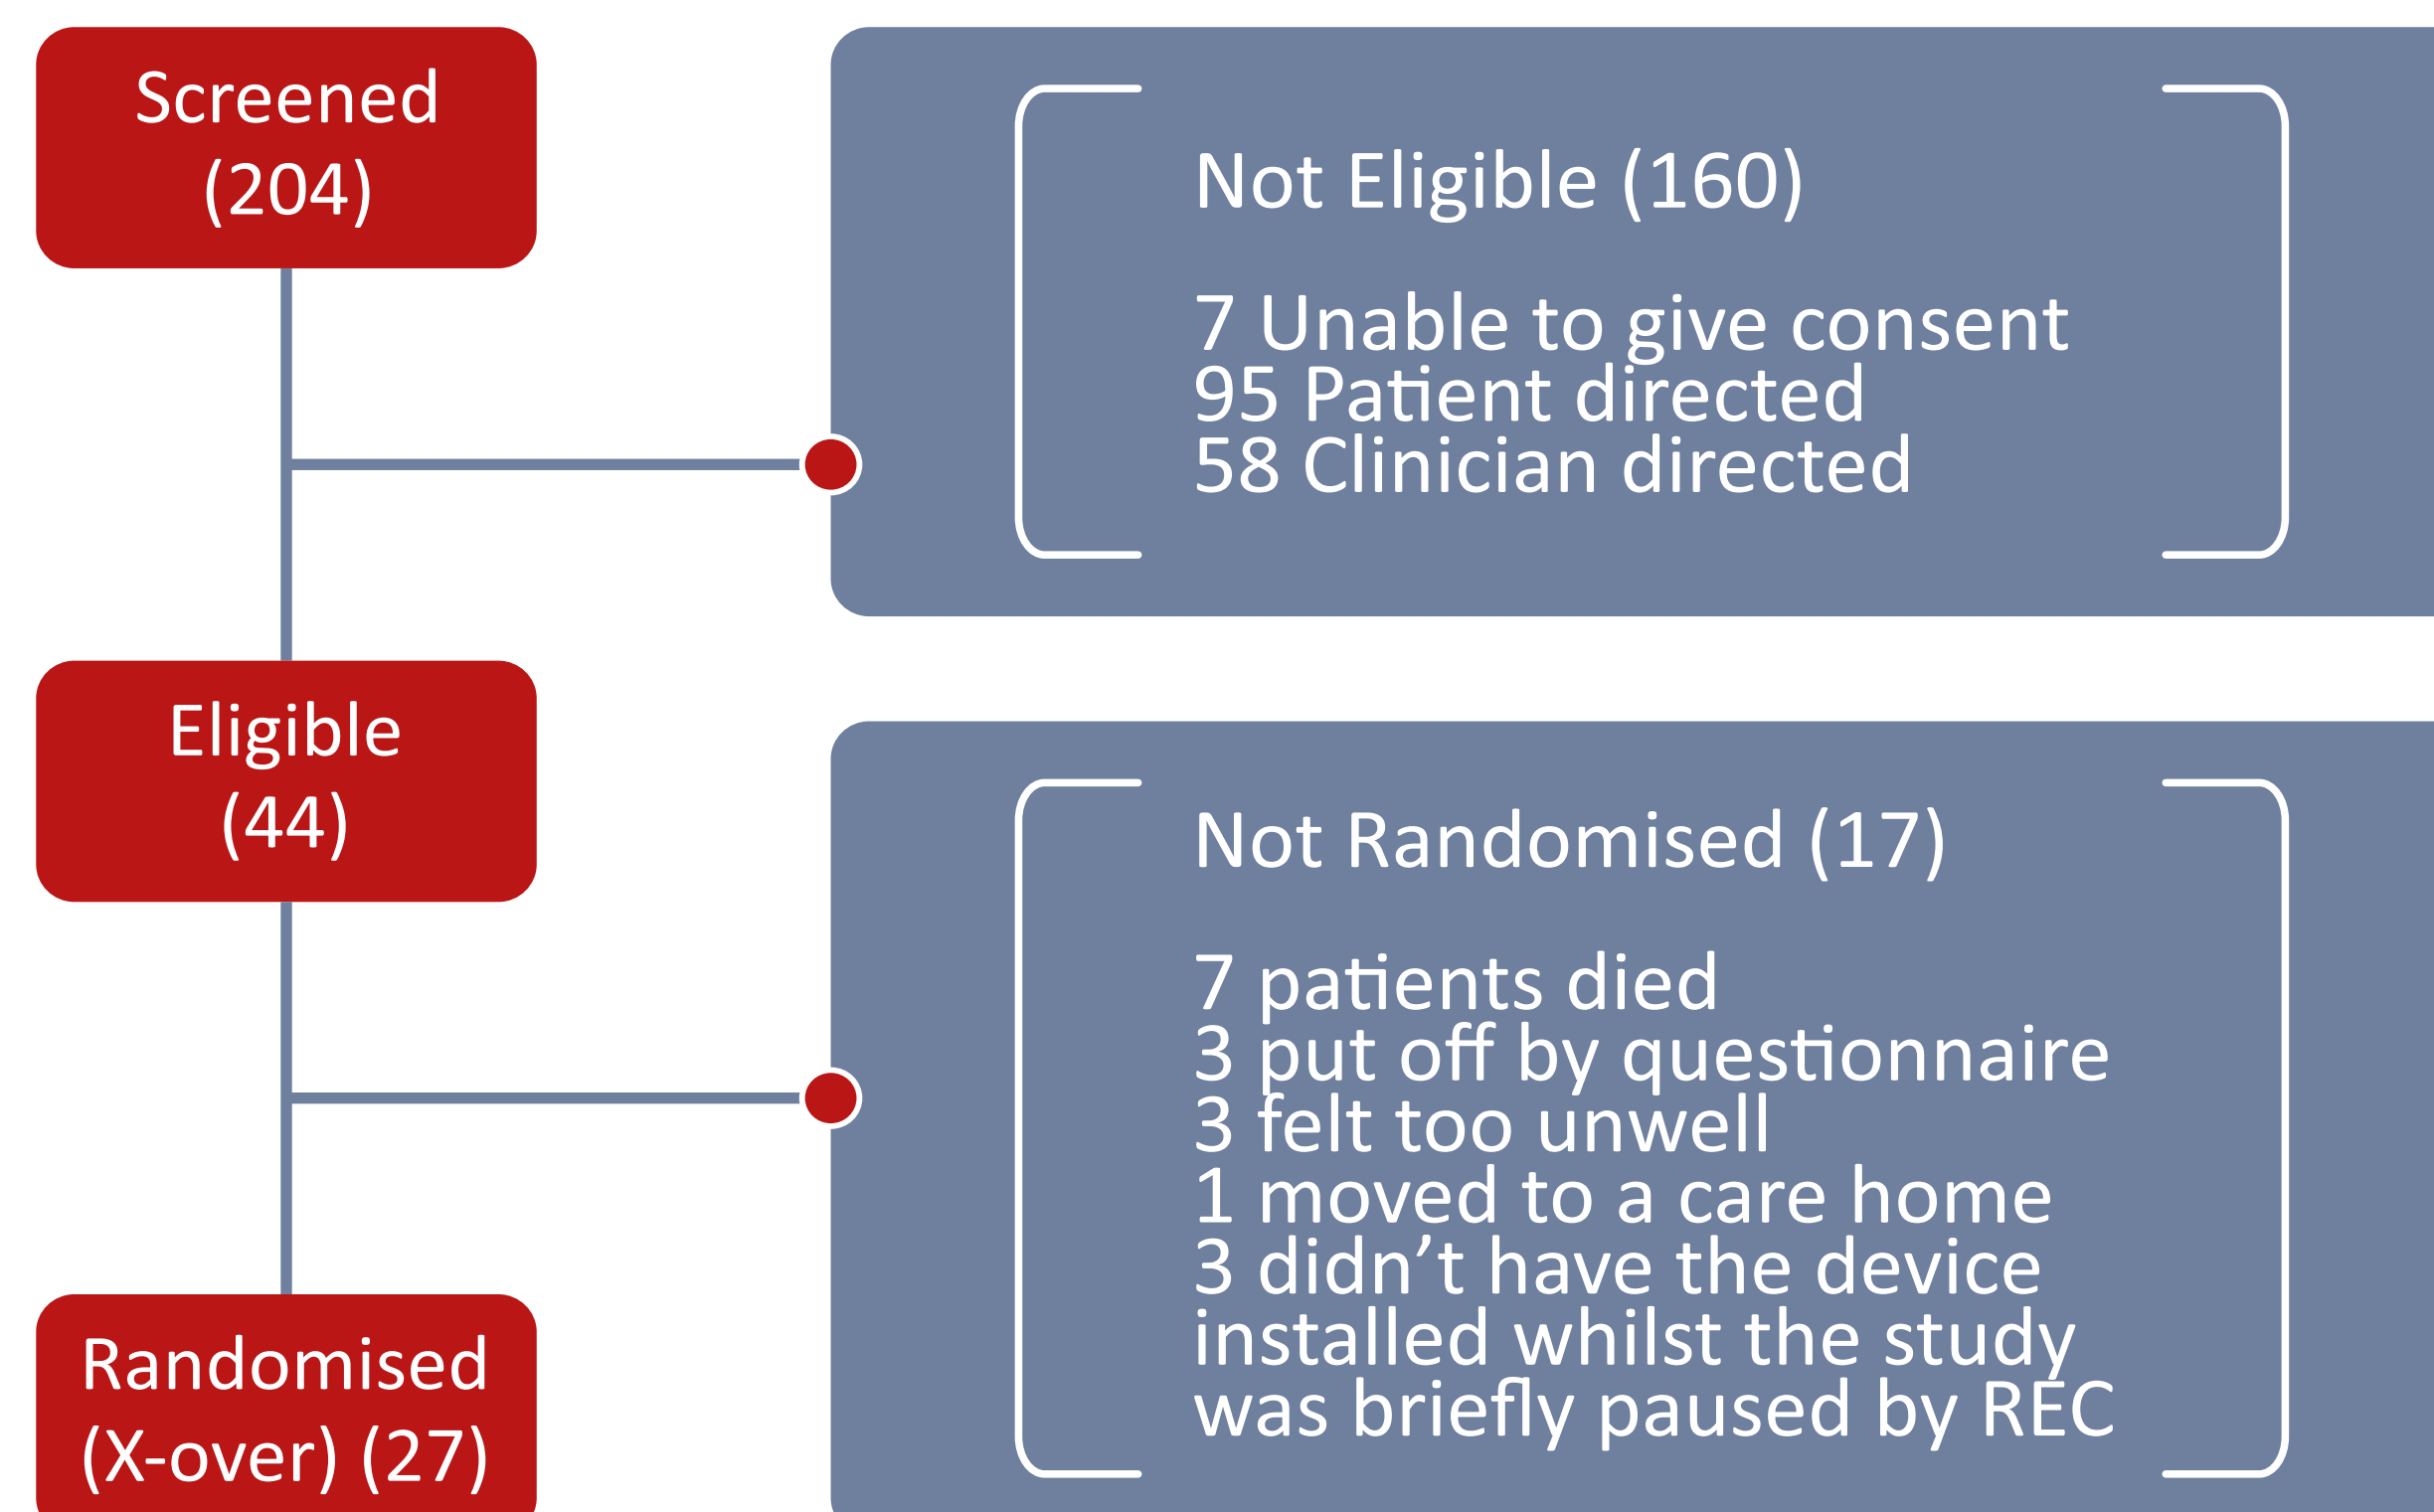 Screened
(204)
Not Eligible (160)
7 Unable to give consent
95 Patient directed
58 Clinician directed
Eligible
(44)
Not Randomised (17)
7 patients died
3 put off by questionnaire
3 felt too unwell
1 moved to a care home
3 didn’t have the device
installed whilst the study
was briefly paused by REC
Randomised
(X-over) (27)